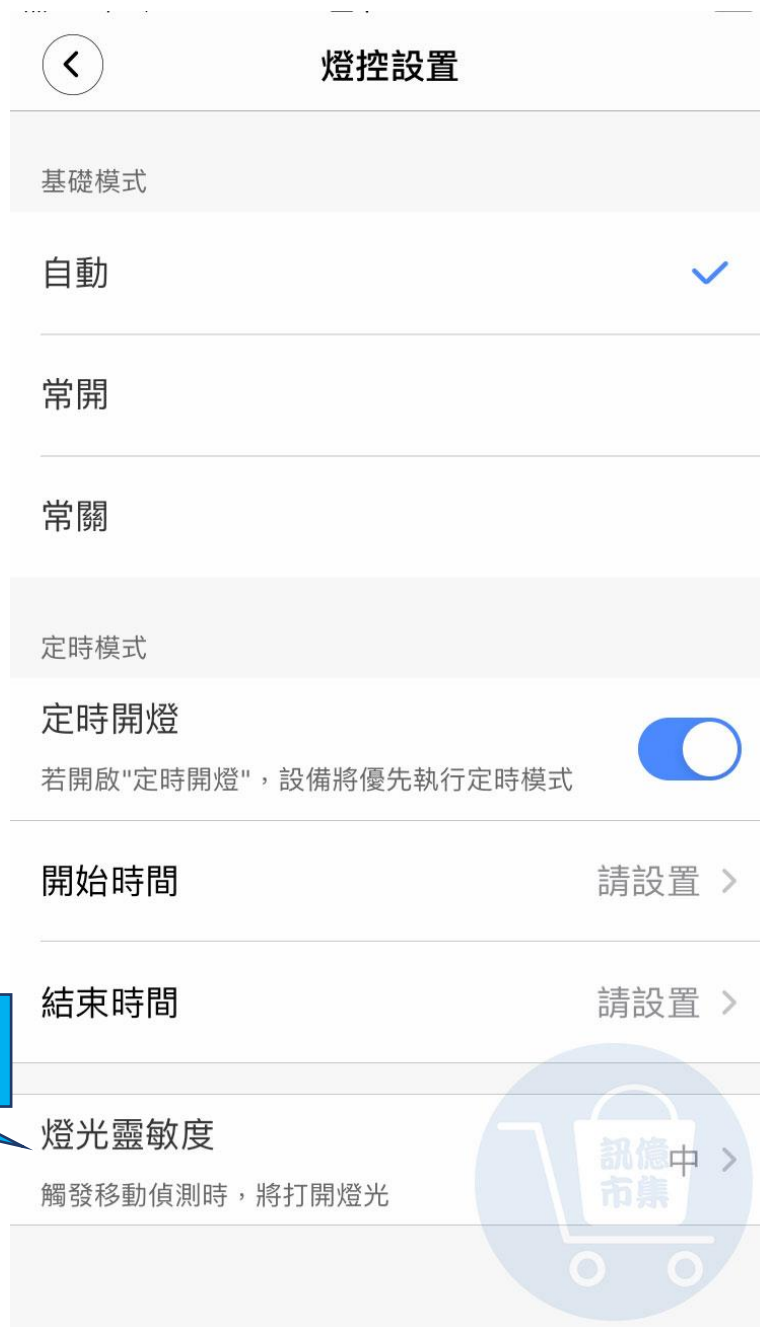 燈控設置
基礎模式
自動
常開
常關
定時模式
定時開燈
若開啟"定時開燈"，設備將優先執行定時模式
開始時間 請設置
結束時間 請設置
燈光靈敏度
中
觸發移動偵測時，將打開燈光
訊億
市集